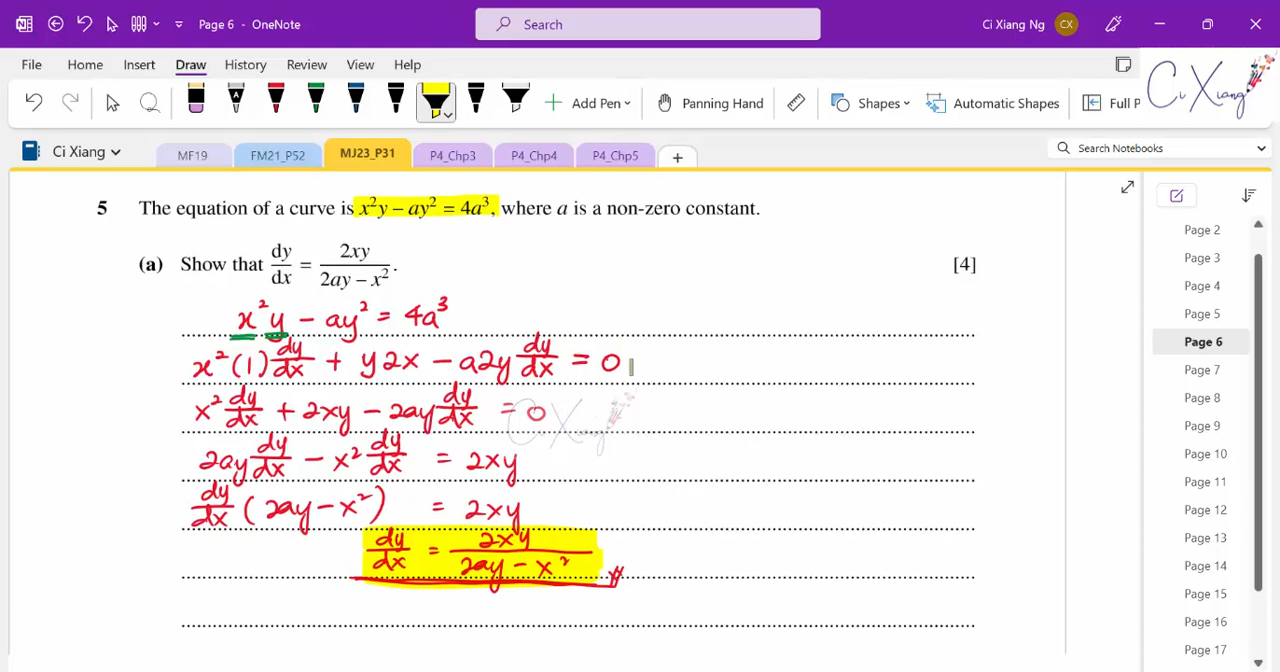 Page 6 - OneNote
Search
Ci Xiang Ng
CX
File Home Insert Draw History Review View Help
Add Pen
Panning Hand
Shapes
Automatic Shapes
Full P
Ci Xiang
Ci Xiang
MF19
FM21_P52
MJ23_P31
P4_Chp3
P4_Chp4
P4_Chp5
Search Notebooks
5 The equation of a curve is x²y – ay² = 4a³, where a is a non-zero constant.
(a) Show that dy/dx = 2xy/(2ay – x²). [4]
x²y – ay² = 4a³
x²(1) dy/dx + y2x – a2y dy/dx = 0
x² dy/dx + 2xy – 2ay dy/dx = 0
Ci Xiang
2ay dy/dx – x² dy/dx = 2xy
dy/dx (2ay – x²) = 2xy
dy/dx = 2xy/(2ay – x²)
Page 2
Page 3
Page 4
Page 5
Page 6
Page 7
Page 8
Page 9
Page 10
Page 11
Page 12
Page 13
Page 14
Page 15
Page 16
Page 17